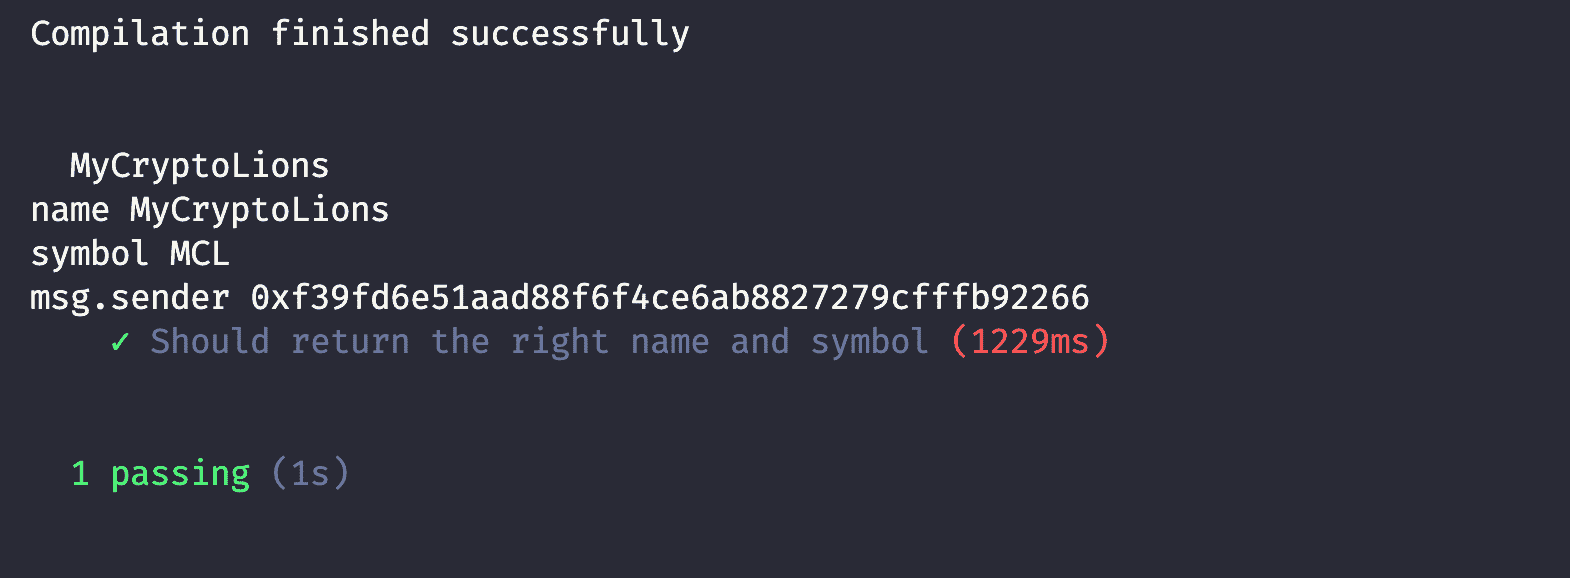 Compilation finished successfully
MyCryptoLions
name MyCryptoLions
symbol MCL
msg.sender 0xf39fd6e51aad88f6f4ce6ab8827279cfffb92266
✓ Should return the right name and symbol (1229ms)
1 passing (1s)